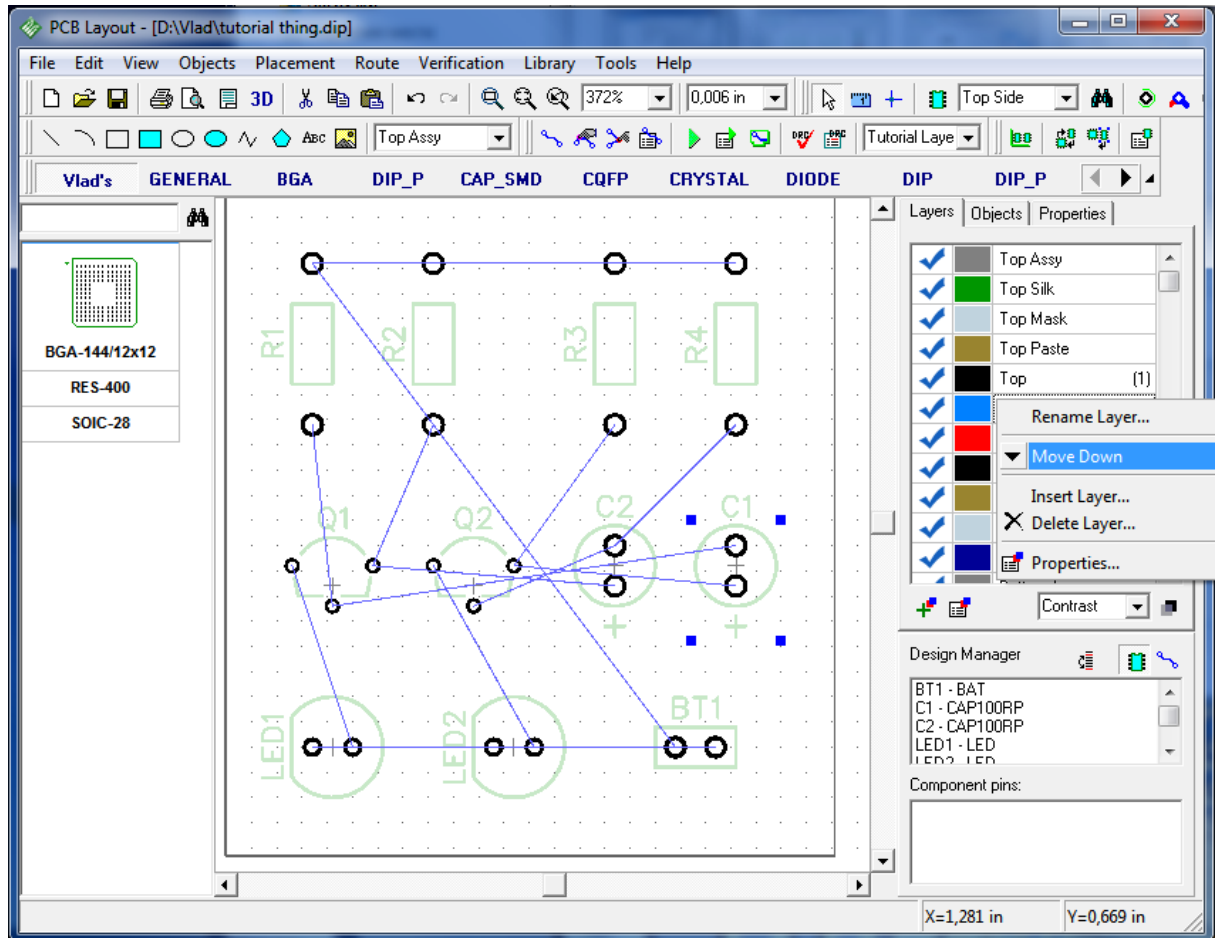 PCB Layout - [D:\Vlad\tutorial thing.dip]
File Edit View Objects Placement Route Verification Library Tools Help
3D 372% 0,006 in Top Side
ABC Top Assy DRC DRC Tutorial Laye
Vlad's GENERAL BGA DIP_P CAP_SMD CQFP CRYSTAL DIODE DIP DIP_P
Layers Objects Properties
BGA-144/12x12
RES-400
SOIC-28
R1 R2 R3 R4
Q1 Q2 C2 C1
+ +
LED1 LED2 BT1
Top Assy
Top Silk
Top Mask
Top Paste
Top (1)
Rename Layer...
Move Down
Insert Layer...
Delete Layer...
Properties...
Contrast
Design Manager
BT1 - BAT
C1 - CAP100RP
C2 - CAP100RP
LED1 - LED
LED2 - LED
Component pins:
X=1,281 in Y=0,669 in